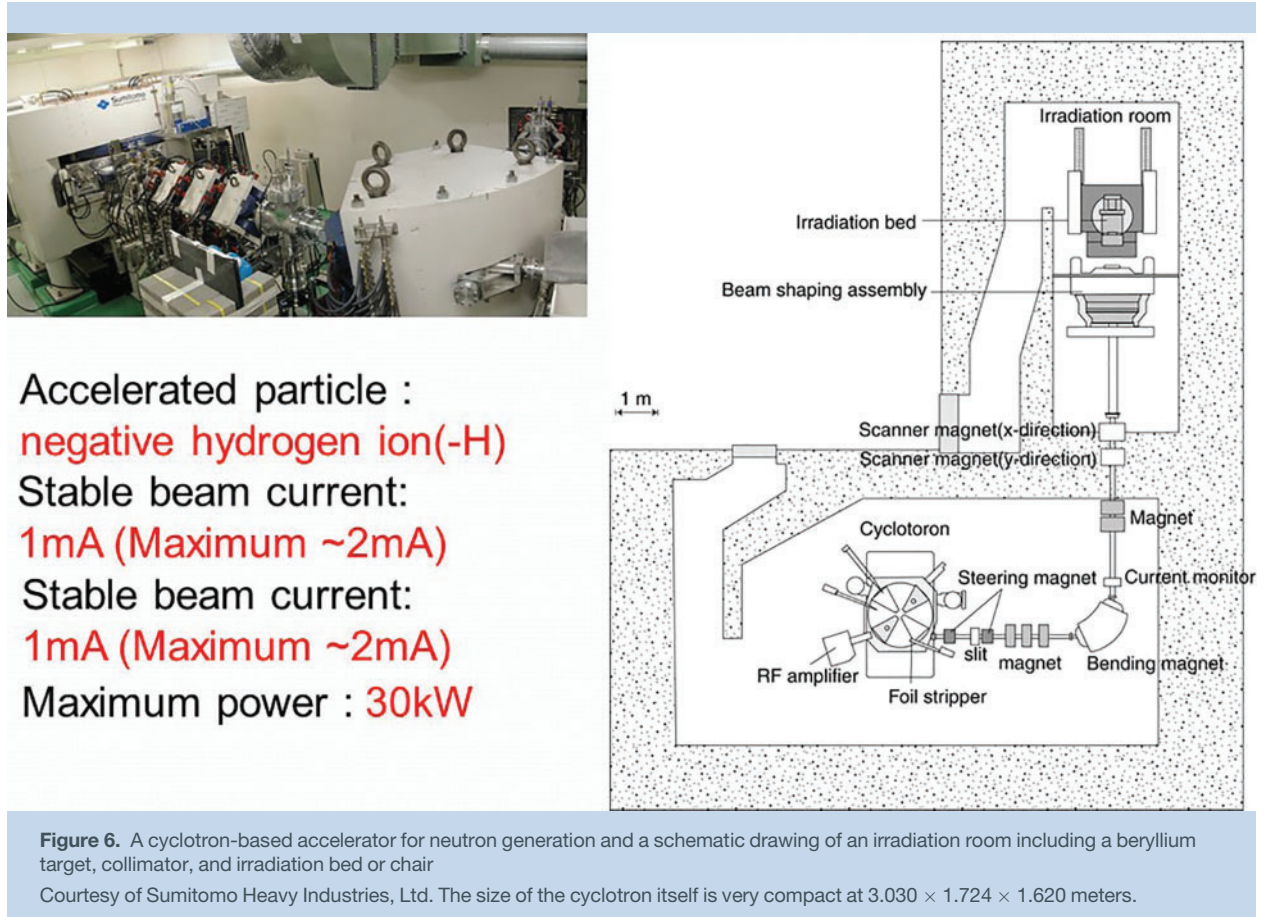 Sumitomo
Accelerated particle :
negative hydrogen ion(-H)
Stable beam current:
1mA (Maximum ~2mA)
Stable beam current:
1mA (Maximum ~2mA)
Maximum power : 30kW
Irradiation room
Irradiation bed
Beam shaping assembly
1 m
Scanner magnet(x-direction)
Scanner magnet(y-direction)
Magnet
Cyclotoron
Steering magnet
Current monitor
slit
magnet
Bending magnet
RF amplifier
Foil stripper
Figure 6. A cyclotron-based accelerator for neutron generation and a schematic drawing of an irradiation room including a beryllium
target, collimator, and irradiation bed or chair
Courtesy of Sumitomo Heavy Industries, Ltd. The size of the cyclotron itself is very compact at 3.030 × 1.724 × 1.620 meters.